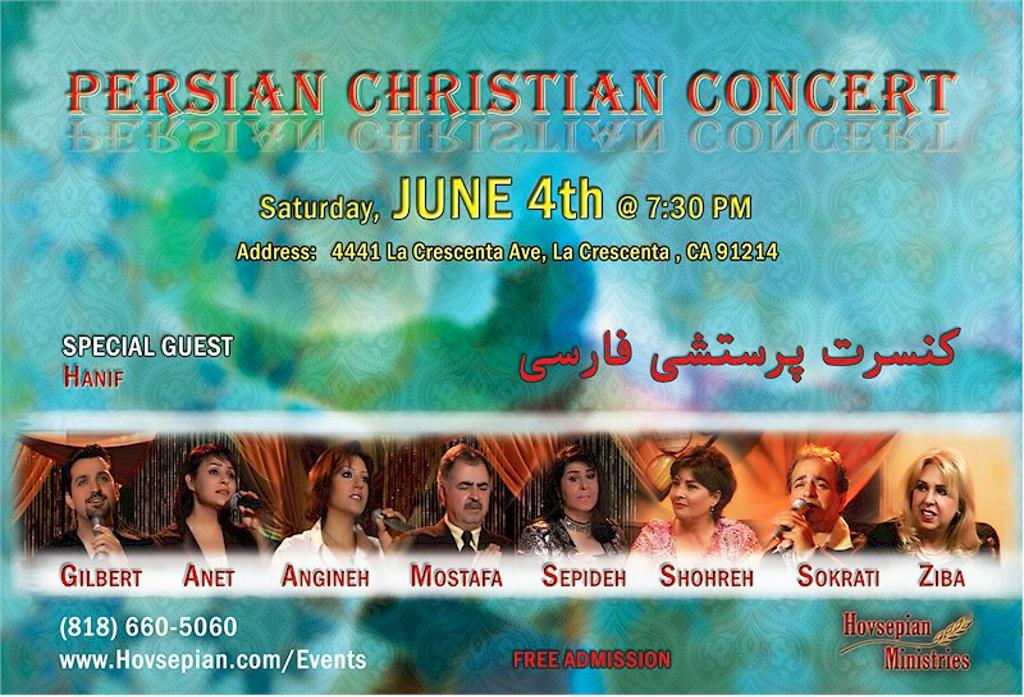 PERSIAN CHRISTIAN CONCERT
Saturday, JUNE 4th @ 7:30 PM
Address: 4441 La Crescenta Ave, La Crescenta , CA 91214
SPECIAL GUEST
HANIF
کنسرت پرستشی فارسی
GILBERT ANET ANGINEH MOSTAFA SEPIDEH SHOHREH SOKRATI ZIBA
(818) 660-5060
www.Hovsepian.com/Events
FREE ADMISSION
Hovsepian
Ministries